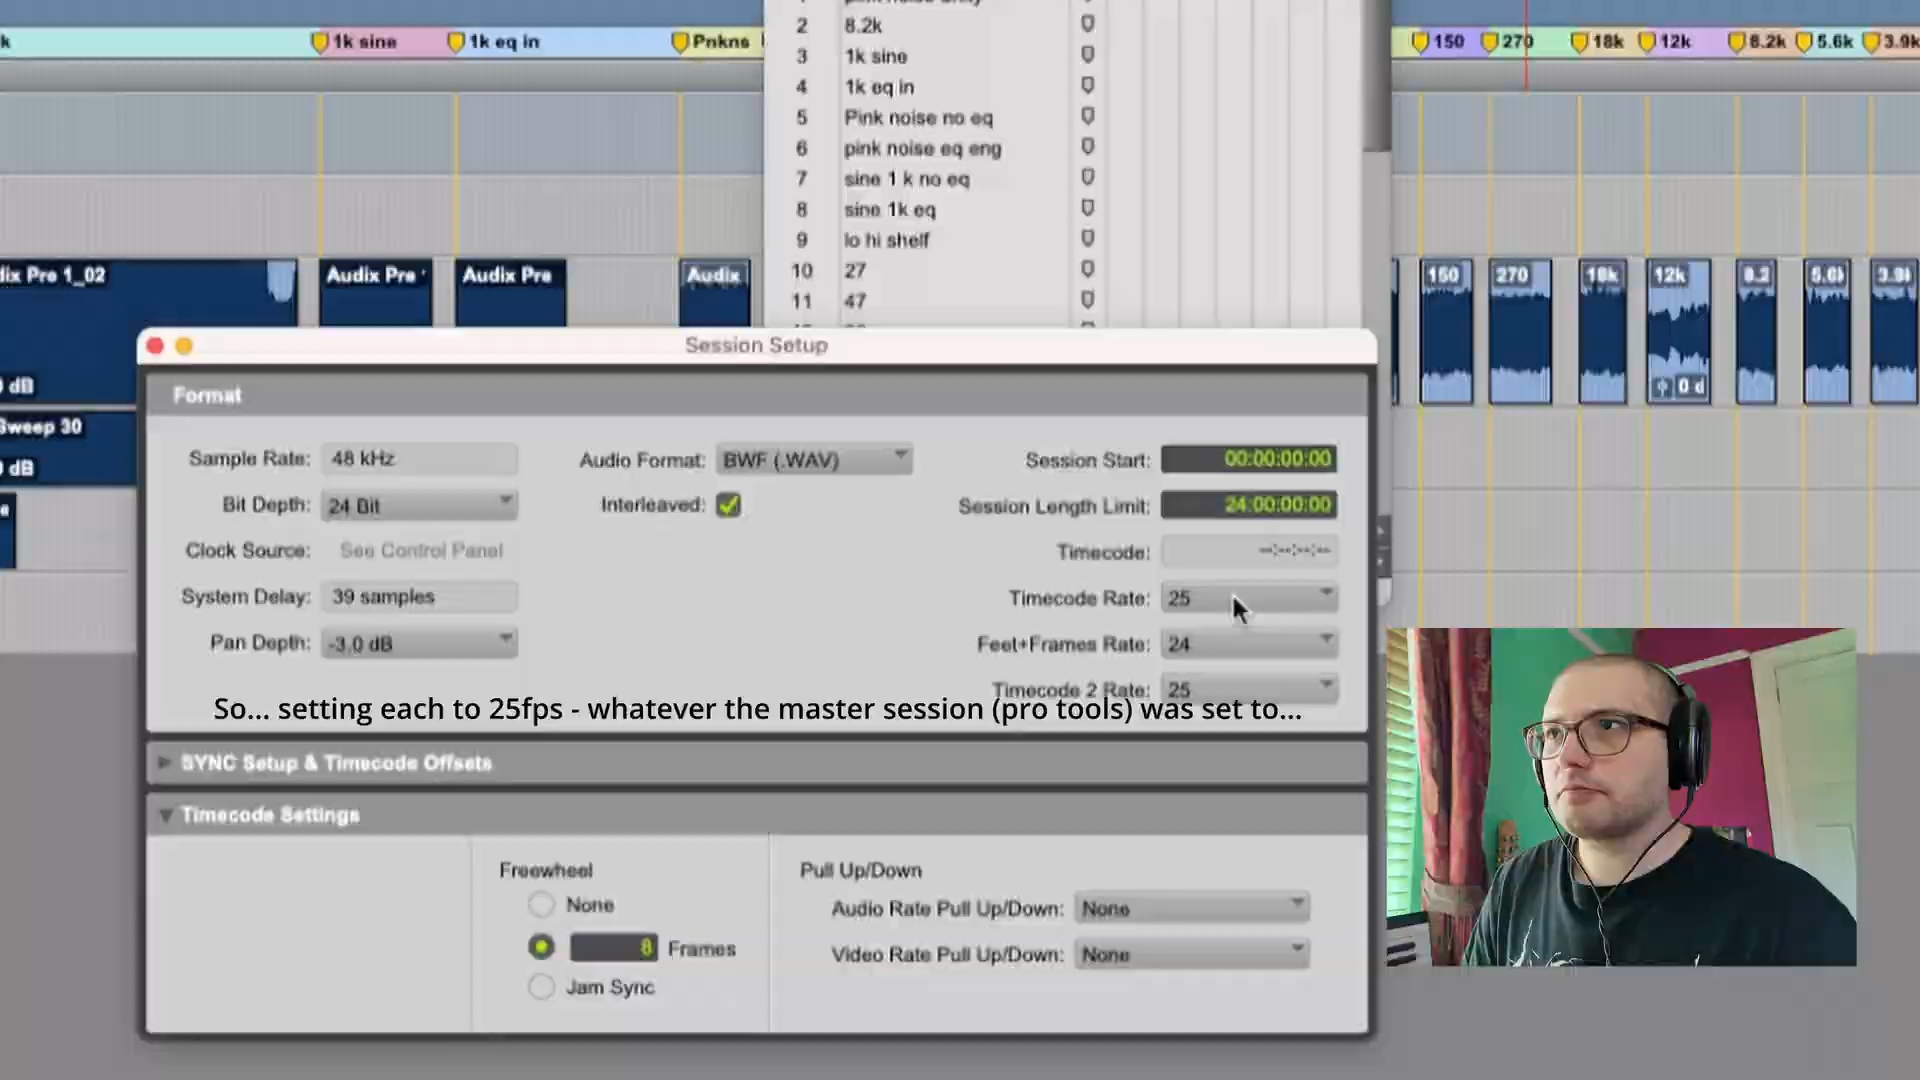 1k sine
1k eq in
Pnkns
150
270
18k
12k
8.2k
5.6k
3.9k
2 8.2k
3 1k sine
4 1k eq in
5 Pink noise no eq
6 pink noise eq eng
7 sine 1 k no eq
8 sine 1k eq
9 lo hi shelf
10 27
11 47
dix Pre 1_02
Audix Pre
Audix Pre
Audix
150
270
18k
12k
8.2
5.6k
3.9k
dB
0 d
Sweep 30
dB
Session Setup
Format
Sample Rate: 48 kHz
Bit Depth: 24 Bit
Clock Source: See Control Panel
System Delay: 39 samples
Pan Depth: -3.0 dB
Audio Format: BWF (.WAV)
Interleaved:
Session Start: 00:00:00:00
Session Length Limit: 24:00:00:00
Timecode: --:--:--:--
Timecode Rate: 25
Feet+Frames Rate: 24
Timecode 2 Rate: 25
So... setting each to 25fps - whatever the master session (pro tools) was set to...
SYNC Setup & Timecode Offsets
Timecode Settings
Freewheel
None
8 Frames
Jam Sync
Pull Up/Down
Audio Rate Pull Up/Down: None
Video Rate Pull Up/Down: None